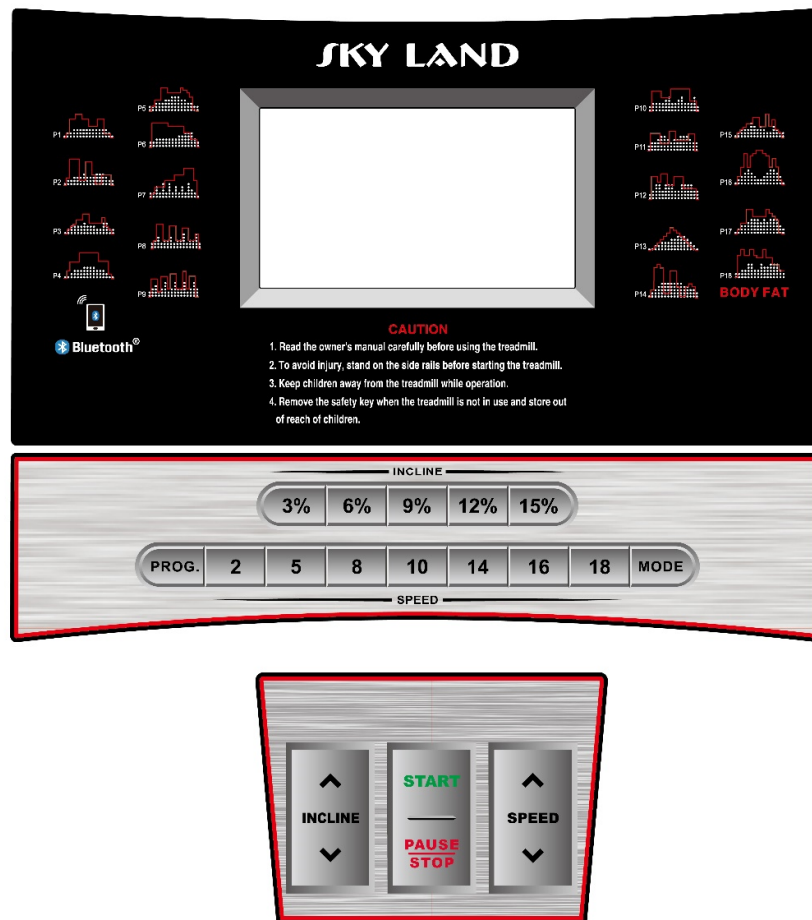 SKY LAND
P1
P2
P3
P4
P5
P6
P7
P8
P9
P10
P11
P12
P13
P14
P15
P16
P17
P18
BODY FAT
Bluetooth®
CAUTION
1. Read the owner's manual carefully before using the treadmill.
2. To avoid injury, stand on the side rails before starting the treadmill.
3. Keep children away from the treadmill while operation.
4. Remove the safety key when the treadmill is not in use and store out
of reach of children.
INCLINE
3% 6% 9% 12% 15%
PROG. 2 5 8 10 14 16 18 MODE
SPEED
INCLINE
START
PAUSE
STOP
SPEED